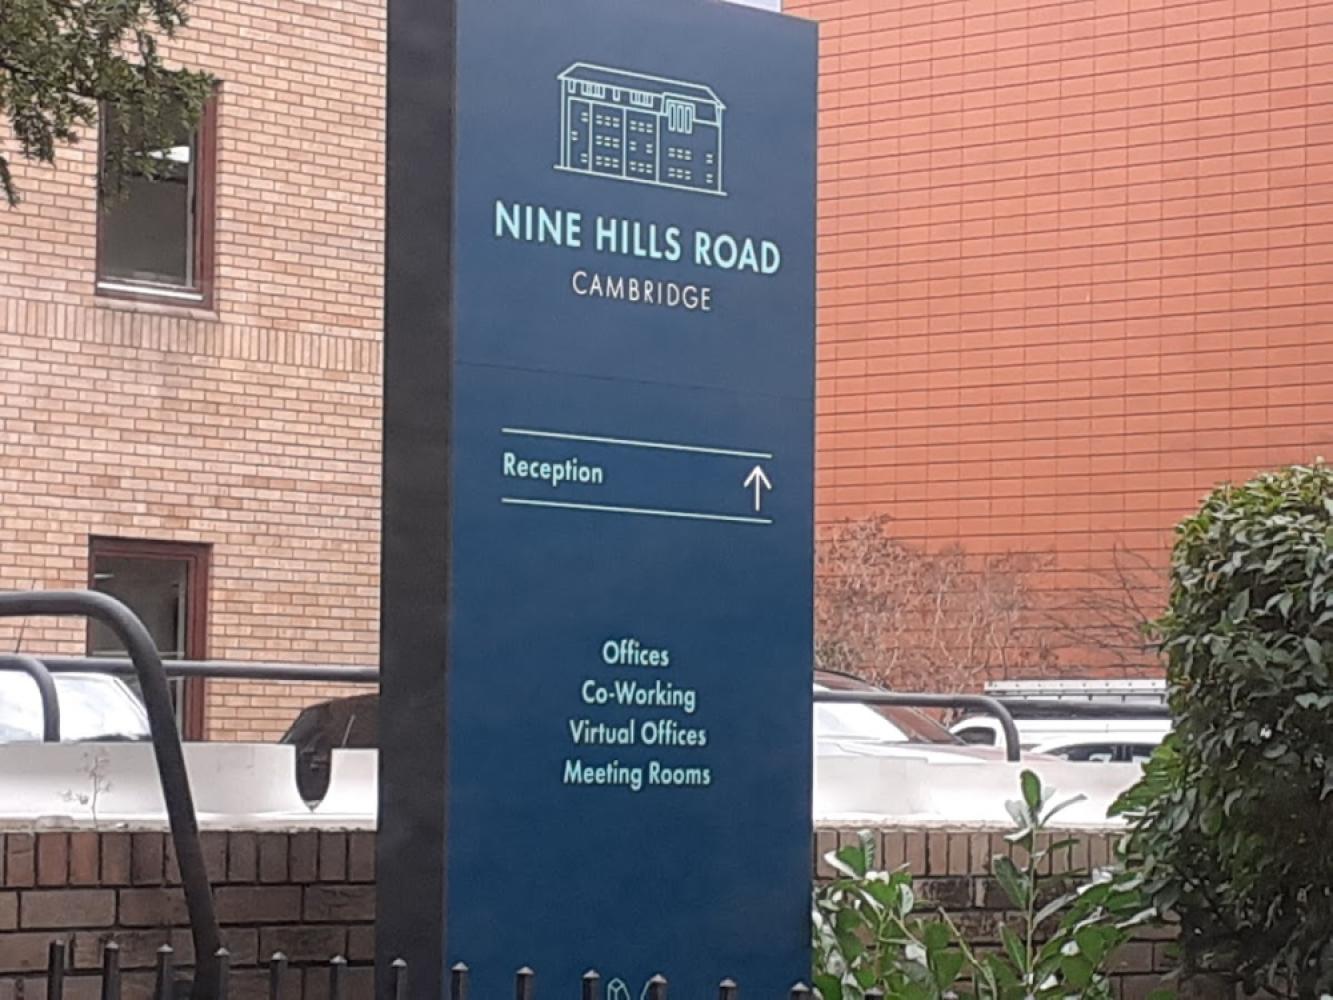 NINE HILLS ROAD
CAMBRIDGE
Reception
Offices
Co-Working
Virtual Offices
Meeting Rooms